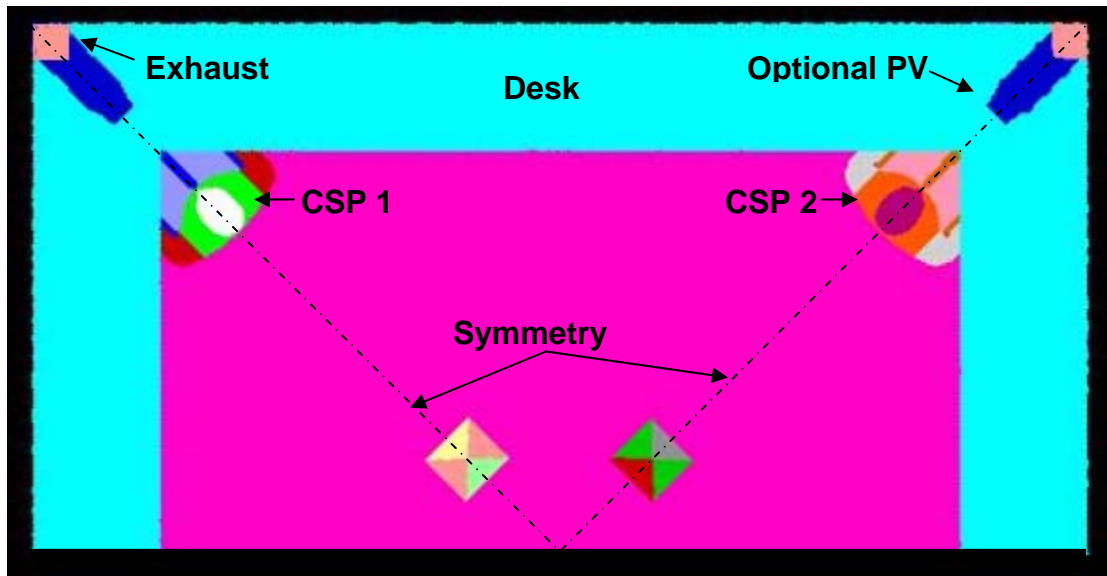 Exhaust
Desk
Optional PV
CSP 1
CSP 2
Symmetry